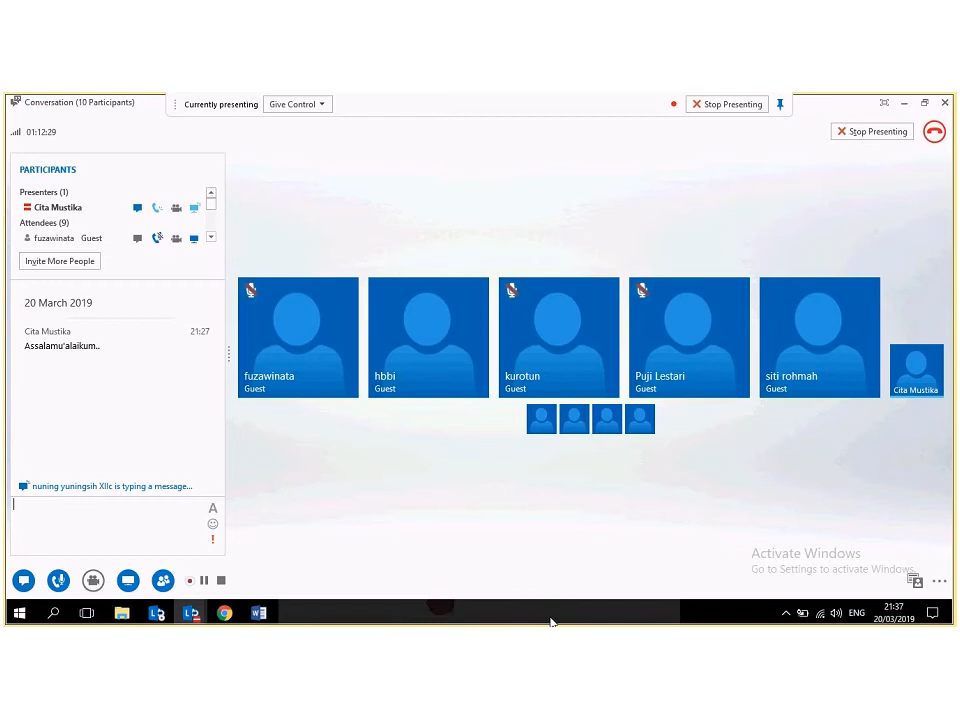 Conversation (10 Participants)
Currently presenting
Give Control
Stop Presenting
01:12:29
Stop Presenting
PARTICIPANTS
Presenters (1)
Cita Mustika
Attendees (9)
fuzawinata Guest
Invite More People
20 March 2019
Cita Mustika 21:27
Assalamu'alaikum..
fuzawinata
Guest
hbbi
Guest
kurotun
Guest
Puji Lestari
Guest
siti rohmah
Guest
Cita Mustika
nuning yuningsih XIIc is typing a message...
A
!
Activate Windows
Go to Settings to activate Windows.
ENG
21:37
20/03/2019